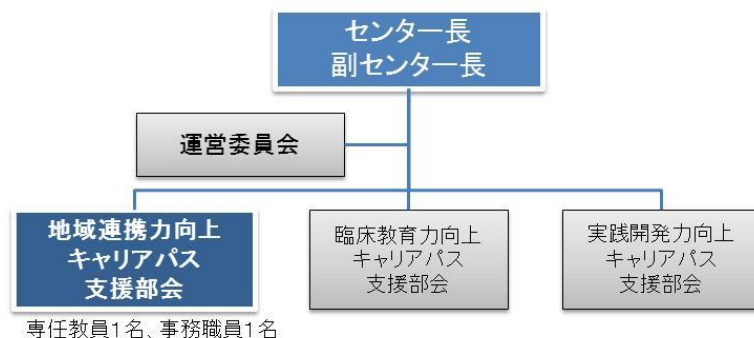 センター長
副センター長
運営委員会
地域連携力向上
キャリアパス
支援部会
臨床教育力向上
キャリアパス
支援部会
実践開発力向上
キャリアパス
支援部会
専任教員1名、事務職員1名